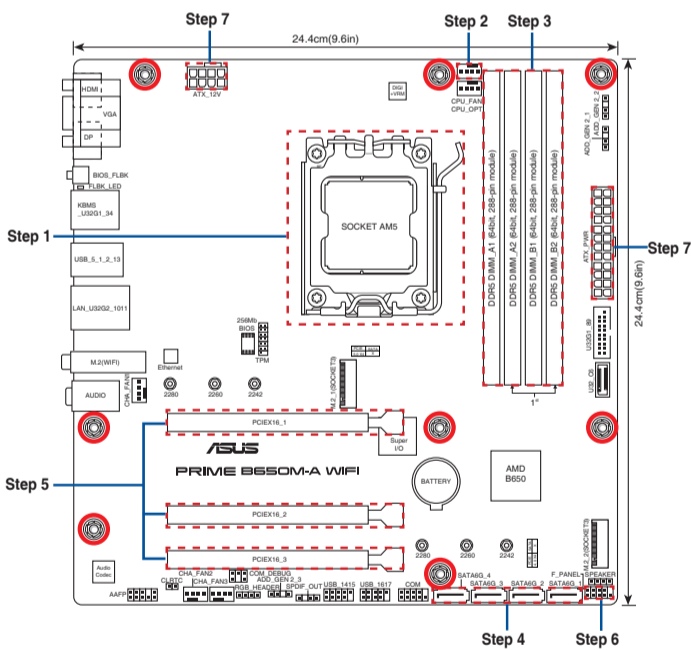 Step 7
Step 2
Step 3
24.4cm(9.6in)
HDMI
VGA
DP
ATX_12V
DIGI
+VRM
CPU_FAN
CPU_OPT
ADD_GEN 2_1
ADD_GEN 2_2
BIOS_FLBK
FLBK_LED
KBMS
_U32G1_34
Step 1
SOCKET AM5
DDR5 DIMM_A1 (64bit, 288-pin module)
DDR5 DIMM_A2 (64bit, 288-pin module)
DDR5 DIMM_B1 (64bit, 288-pin module)
DDR5 DIMM_B2 (64bit, 288-pin module)
ATX_PWR
Step 7
24.4cm(9.6in)
USB_5_1_2_13
LAN_U32G2_1011
256Mb
BIOS
TPM
U32G1_89
M.2(WIFI)
Ethernet
M.2_1(SOCKET3)
U32_C8
AUDIO
CHA_FAN1
2280
2260
2242
1*
PCIEX16_1
Super
I/O
ASUS
PRIME B650M-A WIFI
BATTERY
AMD
B650
Step 5
PCIEX16_2
2280
2260
2242
M.2_2(SOCKET3)
PCIEX16_3
Audio
Codec
CLRTC
CHA_FAN2
CHA_FAN3
COM_DEBUG
RGB_HEADER
ADD_GEN 2_3
SPDIF_OUT
USB_1415
USB_1617
COM
SATA6G_4
SATA6G_3
SATA6G_2
SATA6G_1
F_PANEL
SPEAKER
AAFP
Step 4
Step 6